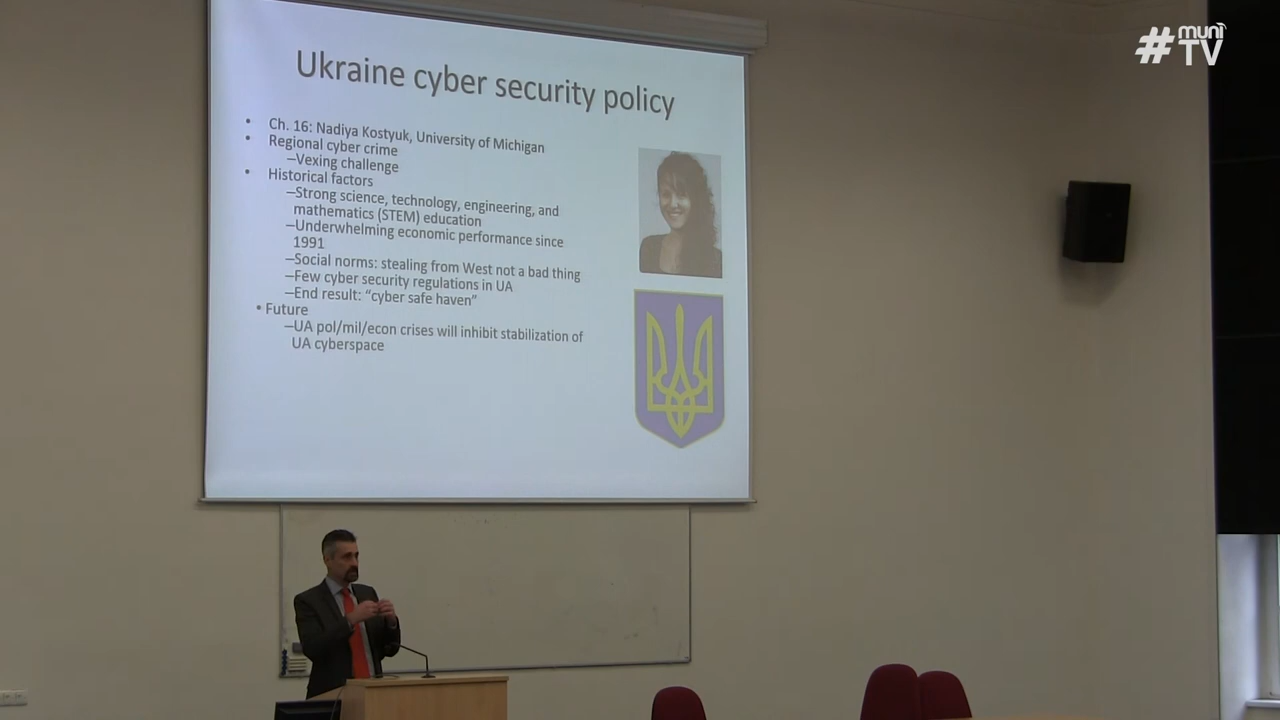 Ukraine cyber security policy
• Ch. 16: Nadiya Kostyuk, University of Michigan
• Regional cyber crime
–Vexing challenge
• Historical factors
–Strong science, technology, engineering, and
mathematics (STEM) education
–Underwhelming economic performance since
1991
–Social norms: stealing from West not a bad thing
–Few cyber security regulations in UA
–End result: “cyber safe haven”
• Future
–UA pol/mil/econ crises will inhibit stabilization of
UA cyberspace
#muni
TV